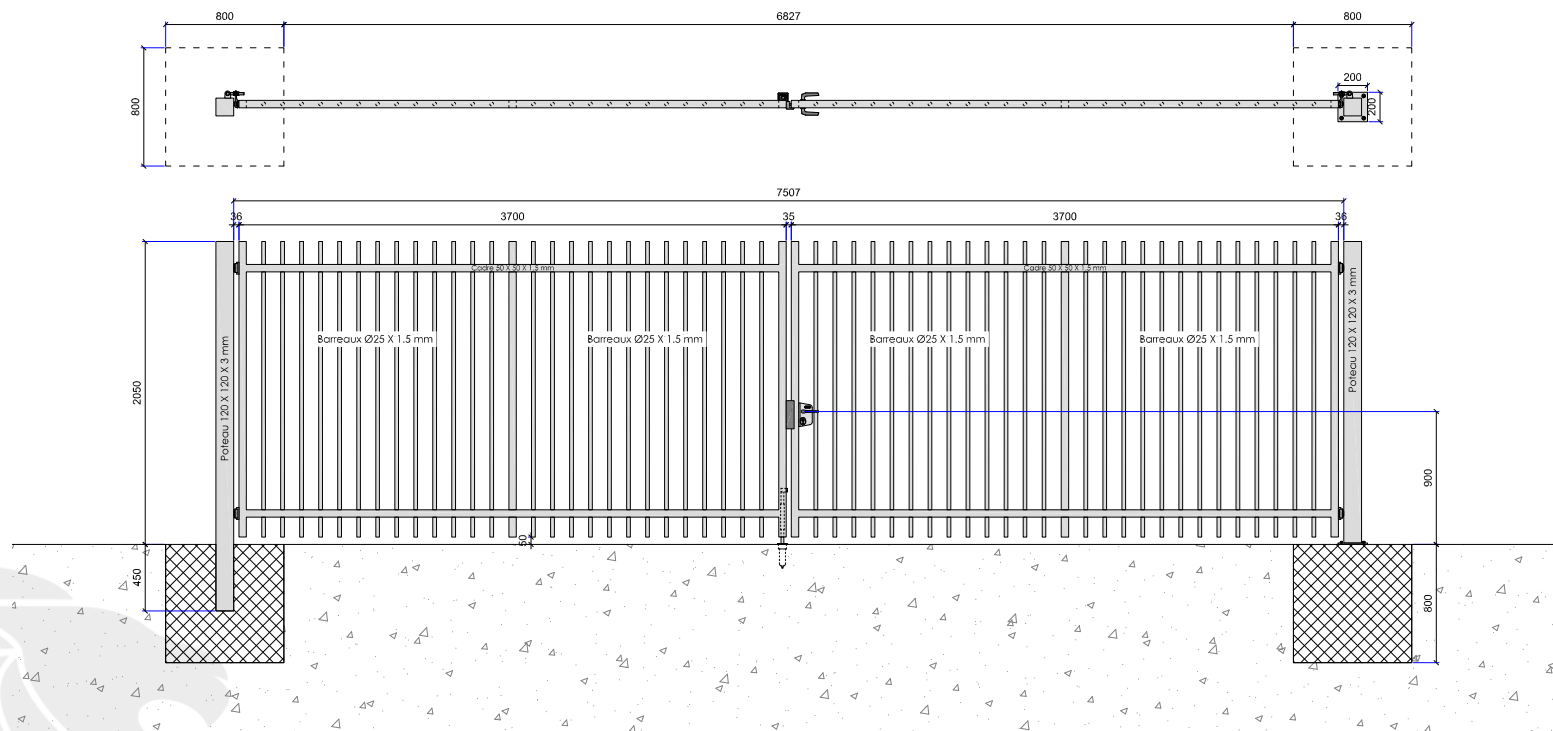 800
6827
800
800
200
200
7507
36
3700
35
3700
36
Cadre 50 X 50 X 1.5 mm
Cadre 50 X 50 X 1.5 mm
Poteau 120 X 120 X 3 mm
Barreaux Ø25 X 1.5 mm
Barreaux Ø25 X 1.5 mm
Barreaux Ø25 X 1.5 mm
Barreaux Ø25 X 1.5 mm
Poteau 120 X 120 X 3 mm
2050
900
50
450
800